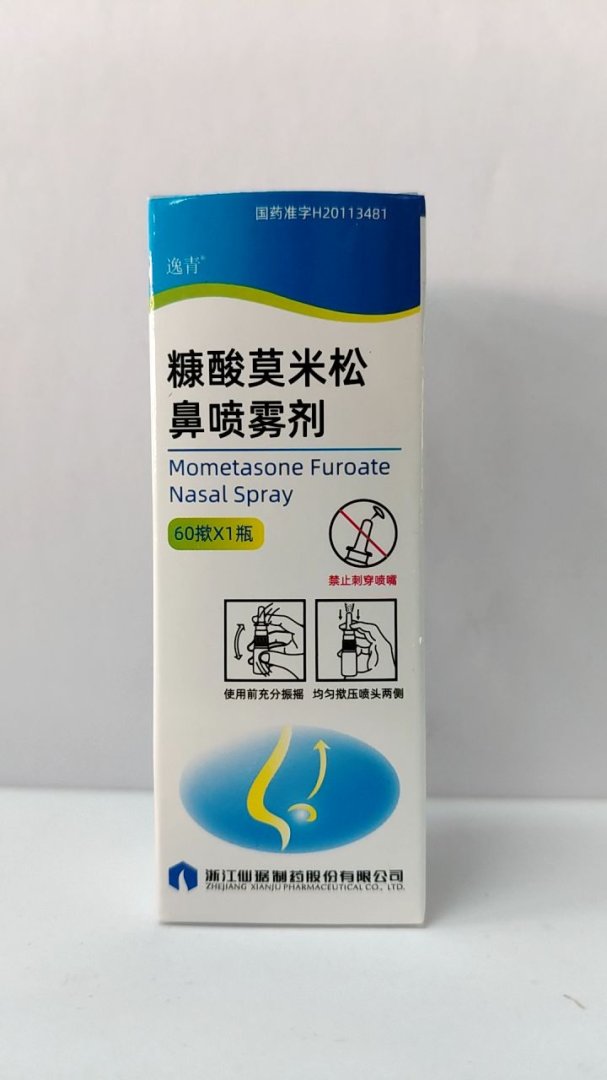 国药准字H20113481
逸青®
糠酸莫米松
鼻喷雾剂
Mometasone Furoate
Nasal Spray
60揿X1瓶
禁止刺穿喷嘴
使用前充分振摇 均匀揿压喷头两侧
浙江仙琚制药股份有限公司
ZHEJIANG XIANJU PHARMACEUTICAL CO., LTD.